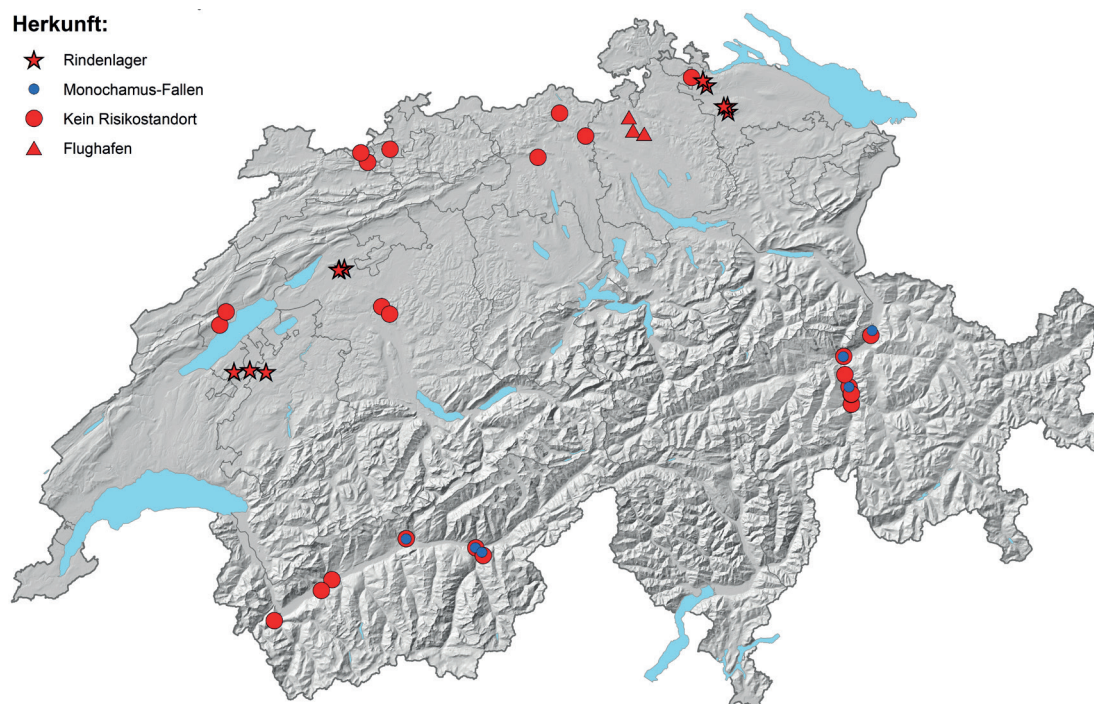 Herkunft:
Rindenlager
Monochamus-Fallen
Kein Risikostandort
Flughafen